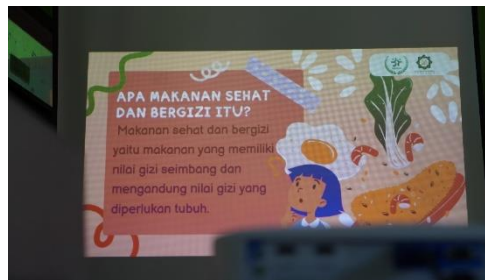 APA MAKANAN SEHAT
DAN BERGIZI ITU?
Makanan sehat dan bergizi
yaitu makanan yang memiliki
nilai gizi seimbang dan
mengandung nilai gizi yang
diperlukan tubuh.